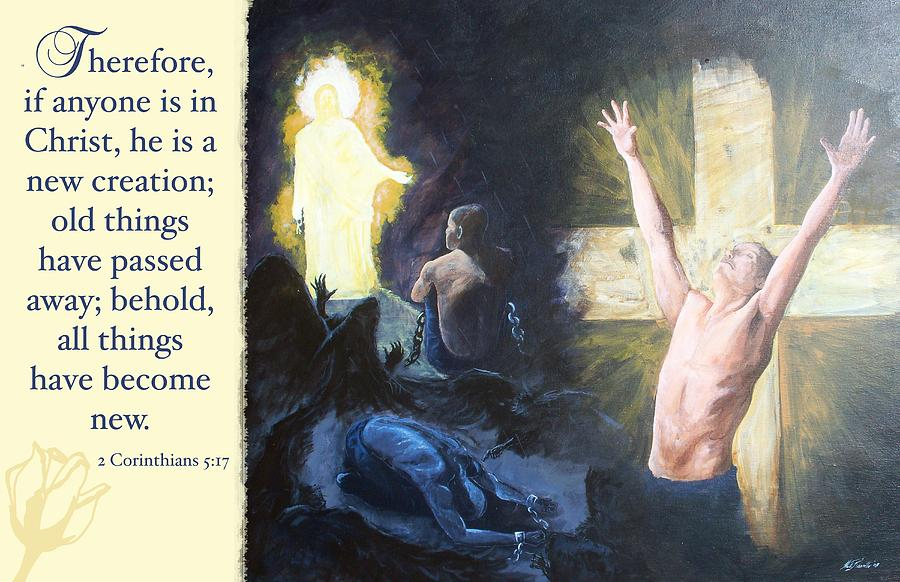 Therefore,
if anyone is in
Christ, he is a
new creation;
old things
have passed
away; behold,
all things
have become
new.
2 Corinthians 5:17